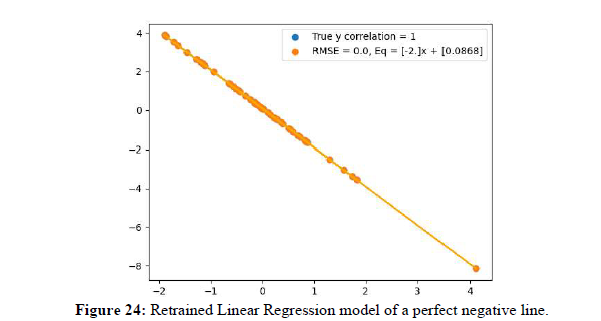 True y correlation = 1
RMSE = 0.0, Eq = [-2.]x + [0.0868]
4
2
0
−2
−4
−6
−8
−2 −1 0 1 2 3 4
Figure 24: Retrained Linear Regression model of a perfect negative line.